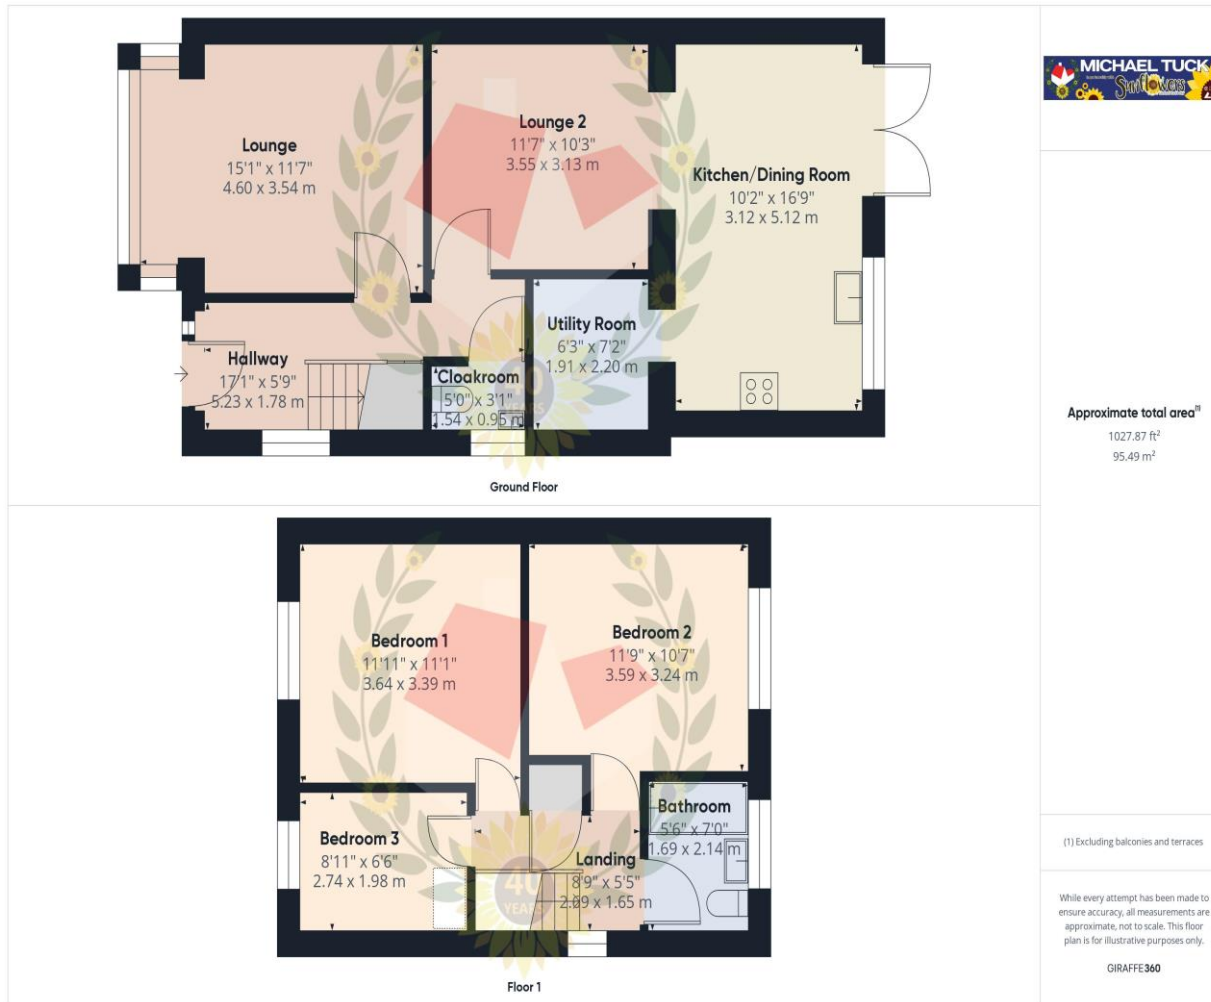 Lounge
15'1" x 11'7"
4.60 x 3.54 m
Lounge 2
11'7" x 10'3"
3.55 x 3.13 m
Kitchen/Dining Room
10'2" x 16'9"
3.12 x 5.12 m
Utility Room
6'3" x 7'2"
1.91 x 2.20 m
Hallway
17'1" x 5'9"
5.23 x 1.78 m
Cloakroom
5'0" x 3'1"
1.54 x 0.95 m
40
YEARS
Ground Floor
Bedroom 1
11'11" x 11'1"
3.64 x 3.39 m
Bedroom 2
11'9" x 10'7"
3.59 x 3.24 m
Bedroom 3
8'11" x 6'6"
2.74 x 1.98 m
Bathroom
5'6" x 7'0"
1.69 x 2.14 m
Landing
8'9" x 5'5"
x 1.65 m
40
YEARS
Floor 1
MICHAEL TUCK
Sunflowers
Approximate total area⁽¹⁾
1027.87 ft²
95.49 m²
(1) Excluding balconies and terraces
While every attempt has been made to
ensure accuracy, all measurements are
approximate, not to scale. This floor
plan is for illustrative purposes only.
GIRAFFE360